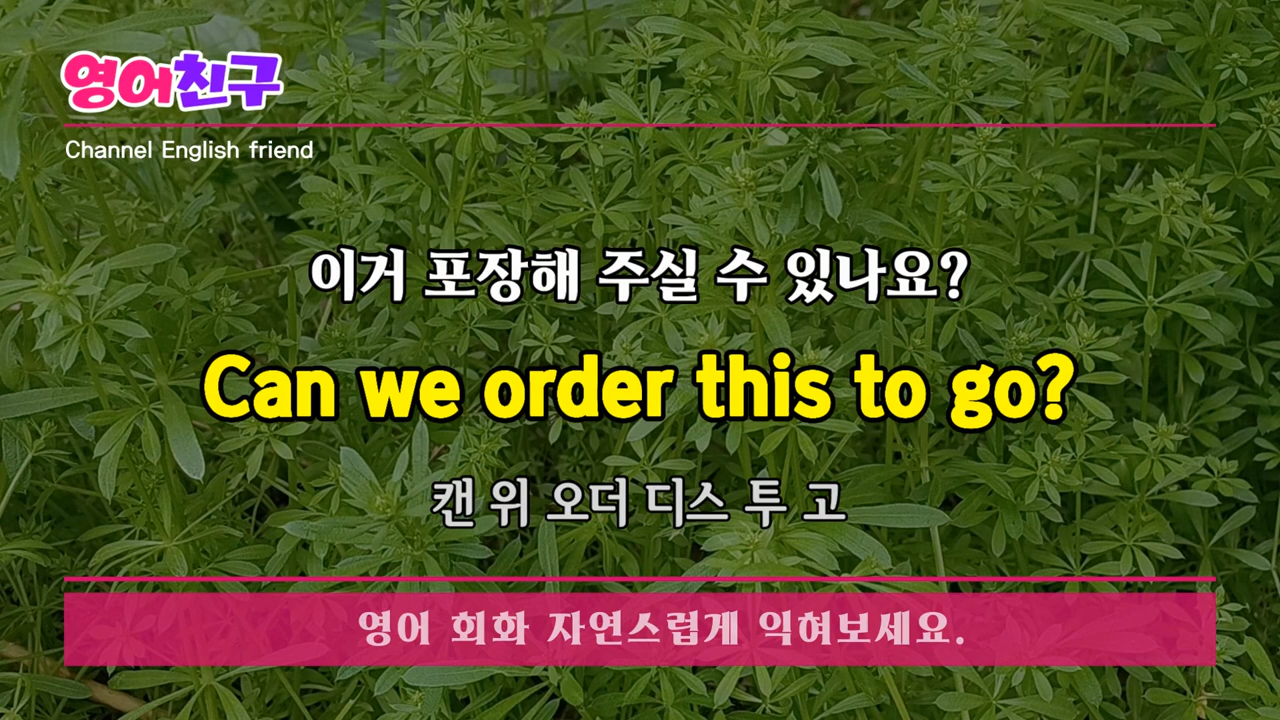 영어친구
Channel English friend
이거 포장해 주실 수 있나요?
Can we order this to go?
캔 위 오더 디스 투 고
영어 회화 자연스럽게 익혀보세요.